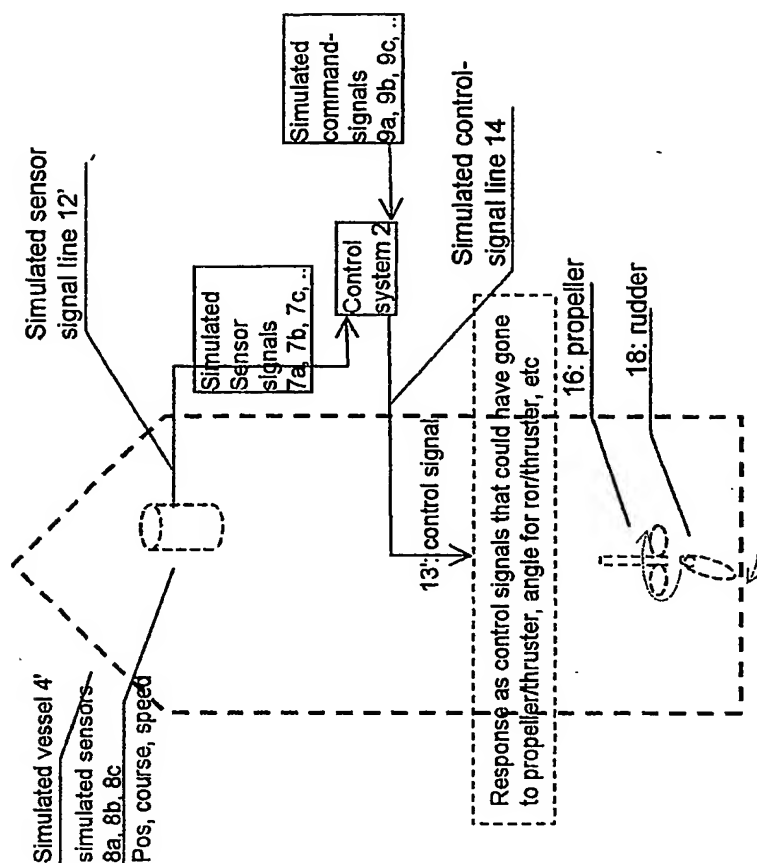 Simulated vessel 4'
simulated sensors
8a, 8b, 8c
Pos, course, speed
Simulated sensor
signal line 12'
Simulated
Sensor
signals
7a, 7b, 7c, ..
Control
system 2
Simulated
command-
signals
9a, 9b, 9c, ..
Simulated control-
signal line 14
13': control signal
Response as control signals that could have gone
to propeller/thruster, angle for ror/thruster, etc
16: propeller
18: rudder